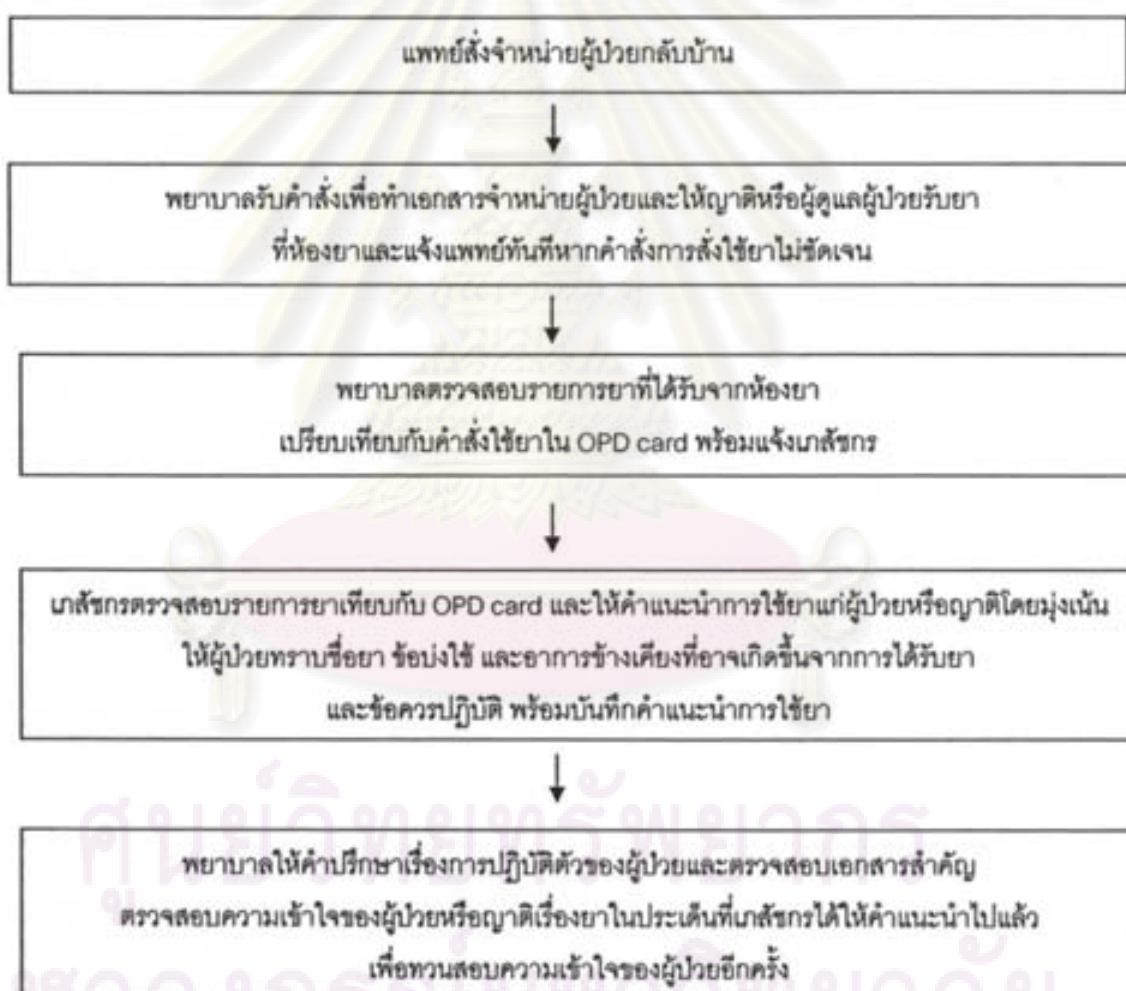 แพทย์สั่งจำหน่ายผู้ป่วยกลับบ้าน
พยาบาลรับคำสั่งเพื่อทำเอกสารจำหน่ายผู้ป่วยและให้ญาติหรือผู้ดูแลผู้ป่วยรับยา
ที่ห้องยาและแจ้งแพทย์ทันทีหากคำสั่งการสั่งใช้ยาไม่ชัดเจน
พยาบาลตรวจสอบรายการยาที่ได้รับจากห้องยา
เปรียบเทียบกับคำสั่งใช้ยาใน OPD card พร้อมแจ้งเภสัชกร
เภสัชกรตรวจสอบรายการยาเทียบกับ OPD card และให้คำแนะนำการใช้ยาแก่ผู้ป่วยหรือญาติโดยมุ่งเน้น
ให้ผู้ป่วยทราบชื่อยา ข้อบ่งใช้ และอาการข้างเคียงที่อาจเกิดขึ้นจากการได้รับยา
และข้อควรปฏิบัติ พร้อมบันทึกคำแนะนำการใช้ยา
ศูนย์วิทยทรัพยากร
พยาบาลให้คำปรึกษาเรื่องการปฏิบัติตัวของผู้ป่วยและตรวจสอบเอกสารสำคัญ
ตรวจสอบความเข้าใจของผู้ป่วยหรือญาติเรื่องยาในประเด็นที่เภสัชกรได้ให้คำแนะนำไปแล้ว
เพื่อทวนสอบความเข้าใจของผู้ป่วยอีกครั้ง